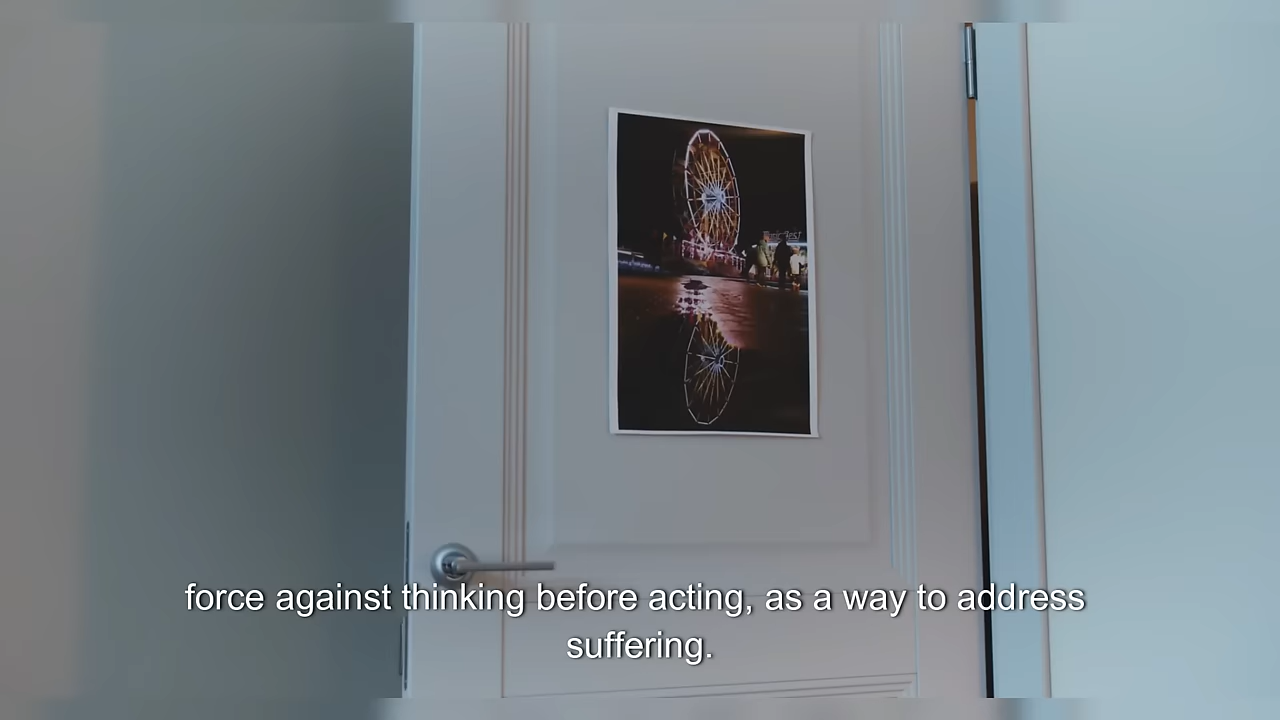 force against thinking before acting, as a way to address
suffering.